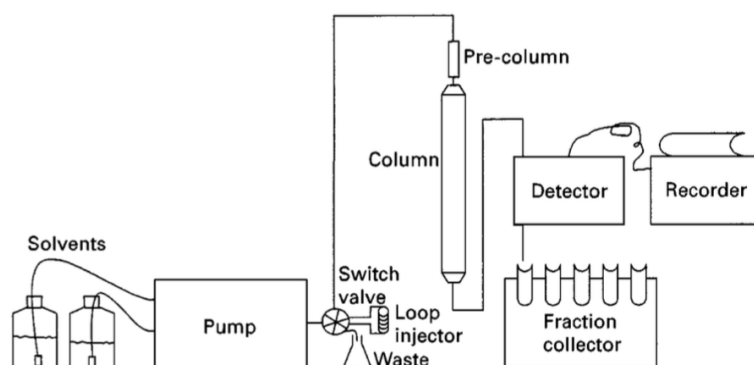 Pre-column
Column
Detector
Recorder
Solvents
Pump
Switch
valve
Loop
injector
Waste
Fraction
collector